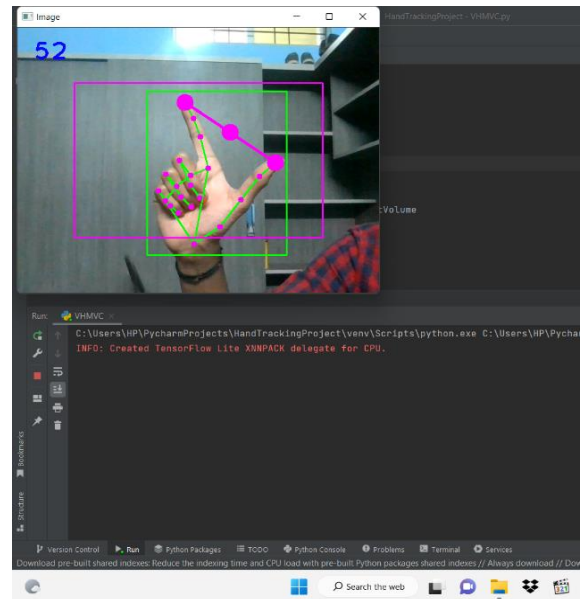 Image
HandTrackingProject - VHMVC.py
52
:Volume
Run:
VHMVC
C:\Users\HP\PycharmProjects\HandTrackingProject\venv\Scripts\python.exe C:\Users\HP\Pycha
INFO: Created TensorFlow Lite XNNPACK delegate for CPU.
Bookmarks
Structure
Version Control
Run
Python Packages
TODO
Python Console
Problems
Terminal
Services
Download pre-built shared indexes: Reduce the indexing time and CPU load with pre-built Python packages shared indexes // Always download // Dow
Search the web
321